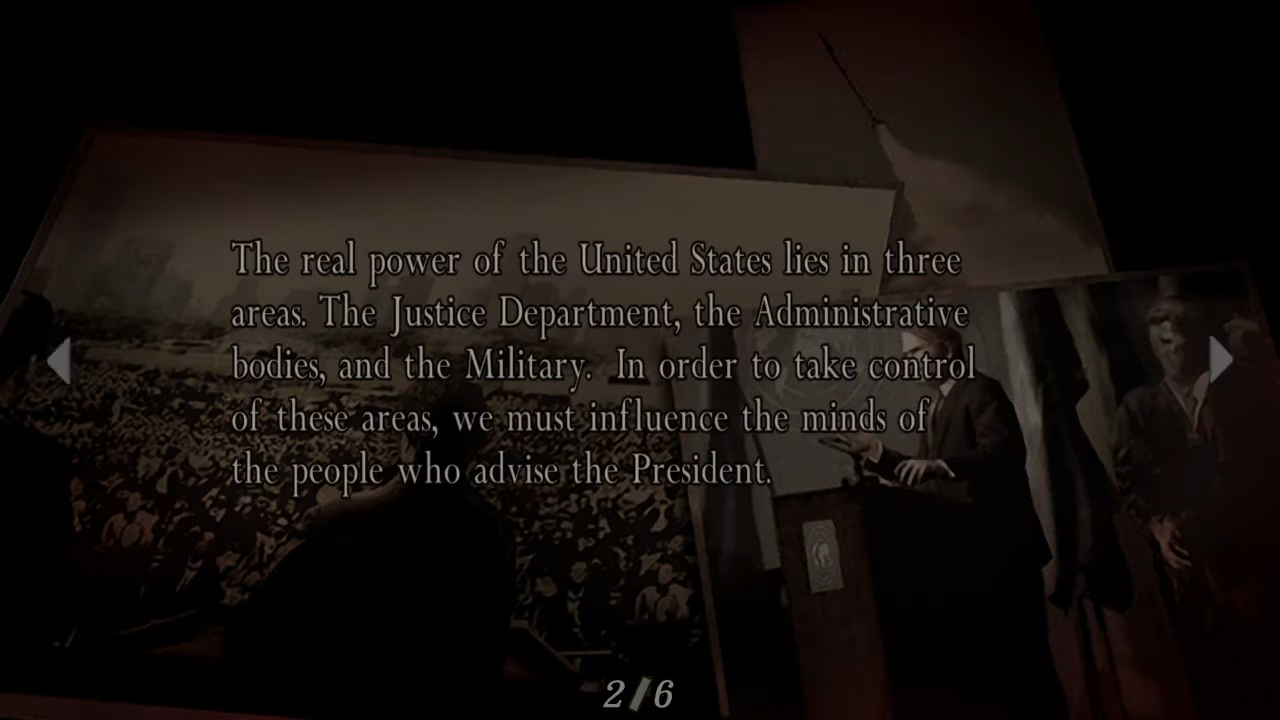 The real power of the United States lies in three
areas. The Justice Department, the Administrative
bodies, and the Military.  In order to take control
of these areas, we must influence the minds of
the people who advise the President.
2/6